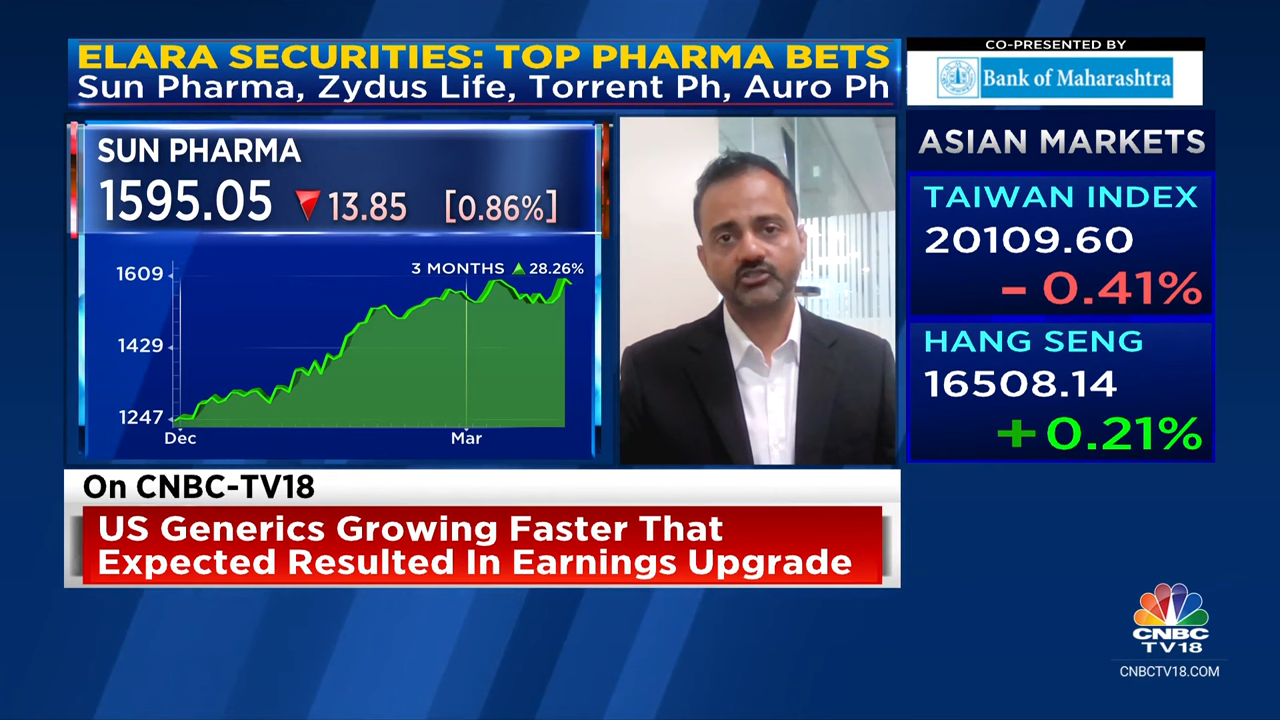 ELARA SECURITIES: TOP PHARMA BETS
Sun Pharma, Zydus Life, Torrent Ph, Auro Ph
CO-PRESENTED BY
Bank of Maharashtra
SUN PHARMA
1595.05 ▼ 13.85 [0.86%]
3 MONTHS ▲ 28.26%
1609
1429
1247
Dec
Mar
ASIAN MARKETS
TAIWAN INDEX
20109.60
- 0.41%
HANG SENG
16508.14
+ 0.21%
On CNBC-TV18
US Generics Growing Faster That
Expected Resulted In Earnings Upgrade
CNBC
TV18
CNBCTV18.COM